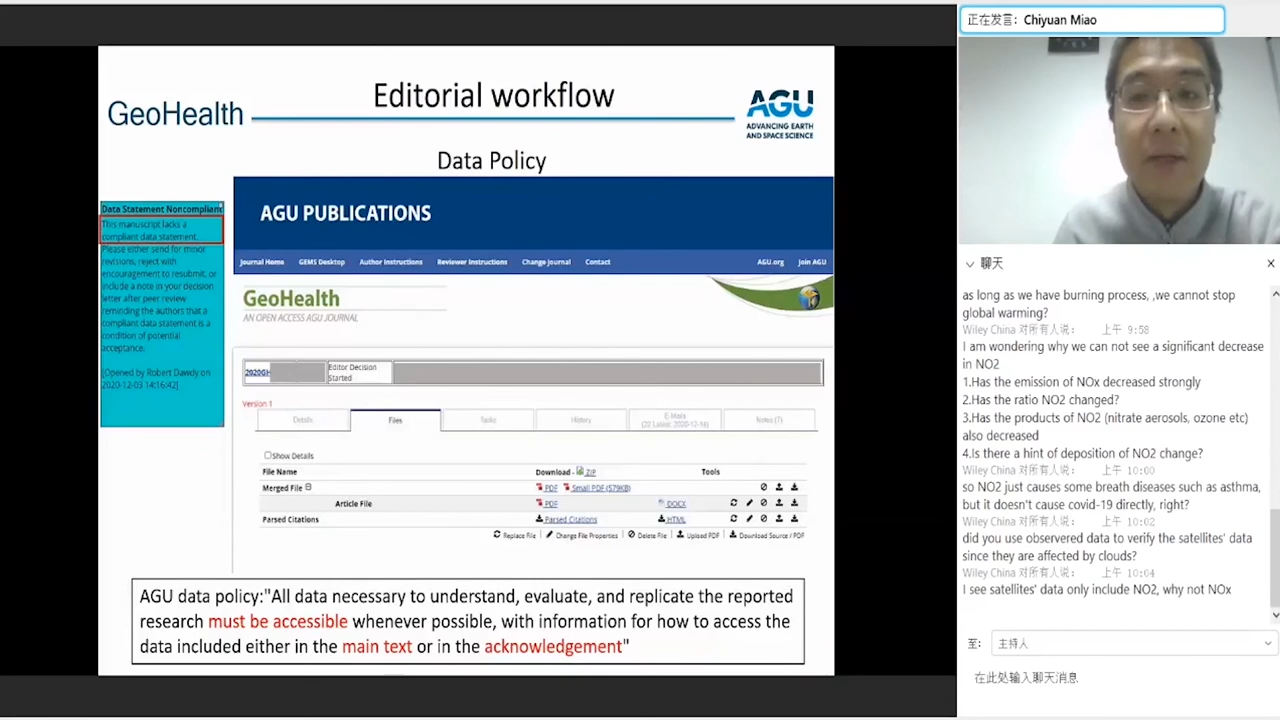 正在发言: Chiyuan Miao
GeoHealth
Editorial workflow
AGU
ADVANCING EARTH
AND SPACE SCIENCE
Data Policy
Data Statement Noncomplian
This manuscript lacks a
compliant data statement.
Please either send for minor
revisions, reject with
encouragement to resubmit, or
include a note in your decision
letter after peer review
reminding the authors that a
compliant data statement is a
condition of potential
acceptance.
[Opened by Robert Dawdy on
2020-12-03 14:16:42]
AGU PUBLICATIONS
Journal Home GEMS Desktop Author Instructions Reviewer Instructions Change Journal Contact AGU.org Join AGU
GeoHealth
AN OPEN ACCESS AGU JOURNAL
2020GH
Editor Decision
Started
Version 1
Details Files Tasks History E-Mails Notes (7)
Show Details
File Name Download - ZIP Tools
Merged File PDF Small PDF (579KB)
Article File PDF DOCX
Parsed Citations Parsed Citations HTML
Replace File Change File Properties Delete File Upload PDF Download Source / PDF
AGU data policy:"All data necessary to understand, evaluate, and replicate the reported
research must be accessible whenever possible, with information for how to access the
data included either in the main text or in the acknowledgement"
聊天
as long as we have burning process, ,we cannot stop
global warming?
Wiley China 对所有人说: 上午 9:58
I am wondering why we can not see a significant decrease
in NO2
1.Has the emission of NOx decreased strongly
2.Has the ratio NO2 changed?
3.Has the products of NO2 (nitrate aerosols, ozone etc)
also decreased
4.Is there a hint of deposition of NO2 change?
Wiley China 对所有人说: 上午 10:00
so NO2 just causes some breath diseases such as asthma,
but it doesn't cause covid-19 directly, right?
Wiley China 对所有人说: 上午 10:02
did you use observered data to verify the satellites' data
since they are affected by clouds?
Wiley China 对所有人说: 上午 10:04
I see satellites' data only include NO2, why not NOx
至: 主持人
在此处输入聊天消息